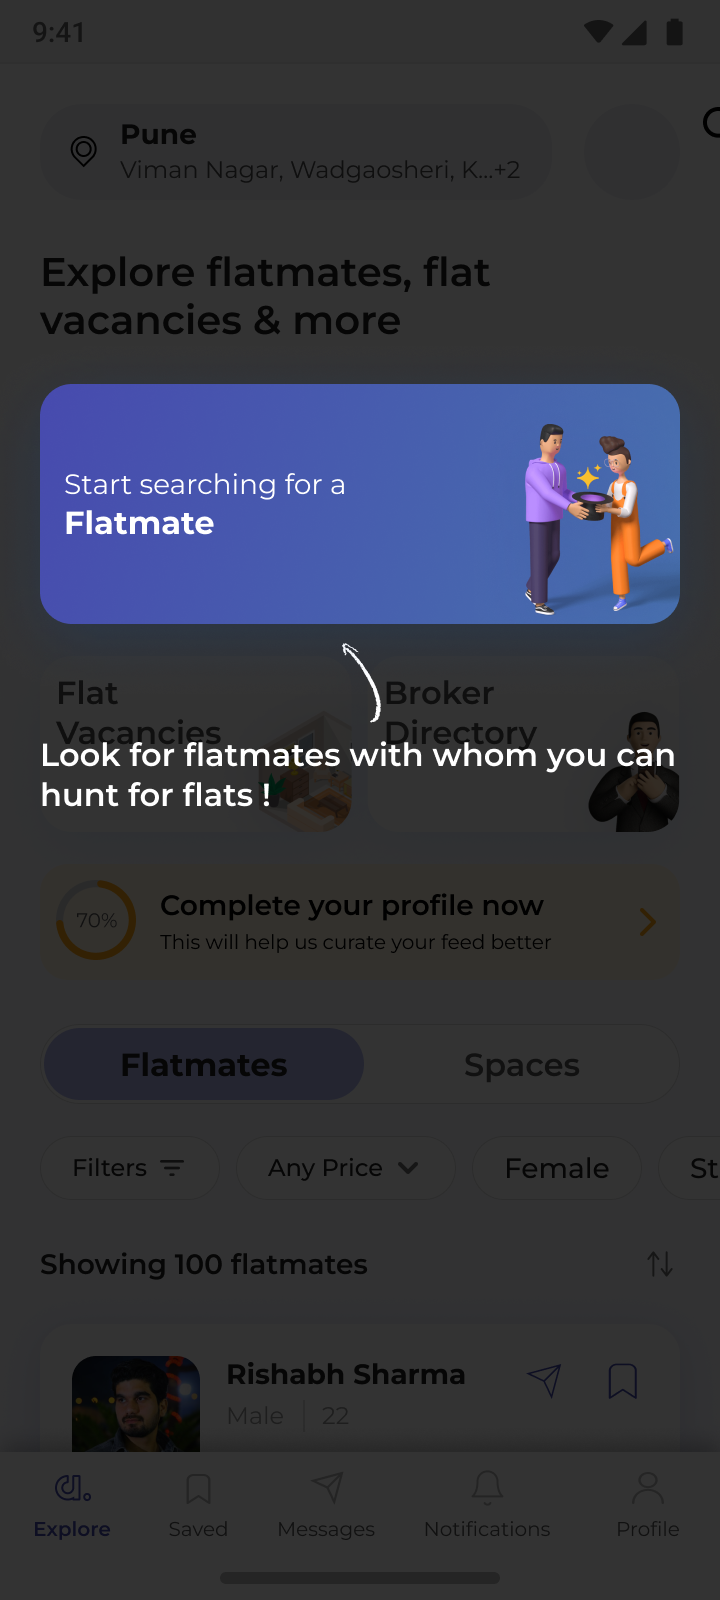 9:41
Pune
Viman Nagar, Wadgaosheri, K...+2
Explore flatmates, flat
vacancies & more
Start searching for a
Flatmate
Flat
Vacancies
Broker
Directory
Look for flatmates with whom you can
hunt for flats !
70%
Complete your profile now
This will help us curate your feed better
Flatmates
Spaces
Filters
Any Price
Female
St
Showing 100 flatmates
Rishabh Sharma
Male
22
Explore
Saved
Messages
Notifications
Profile